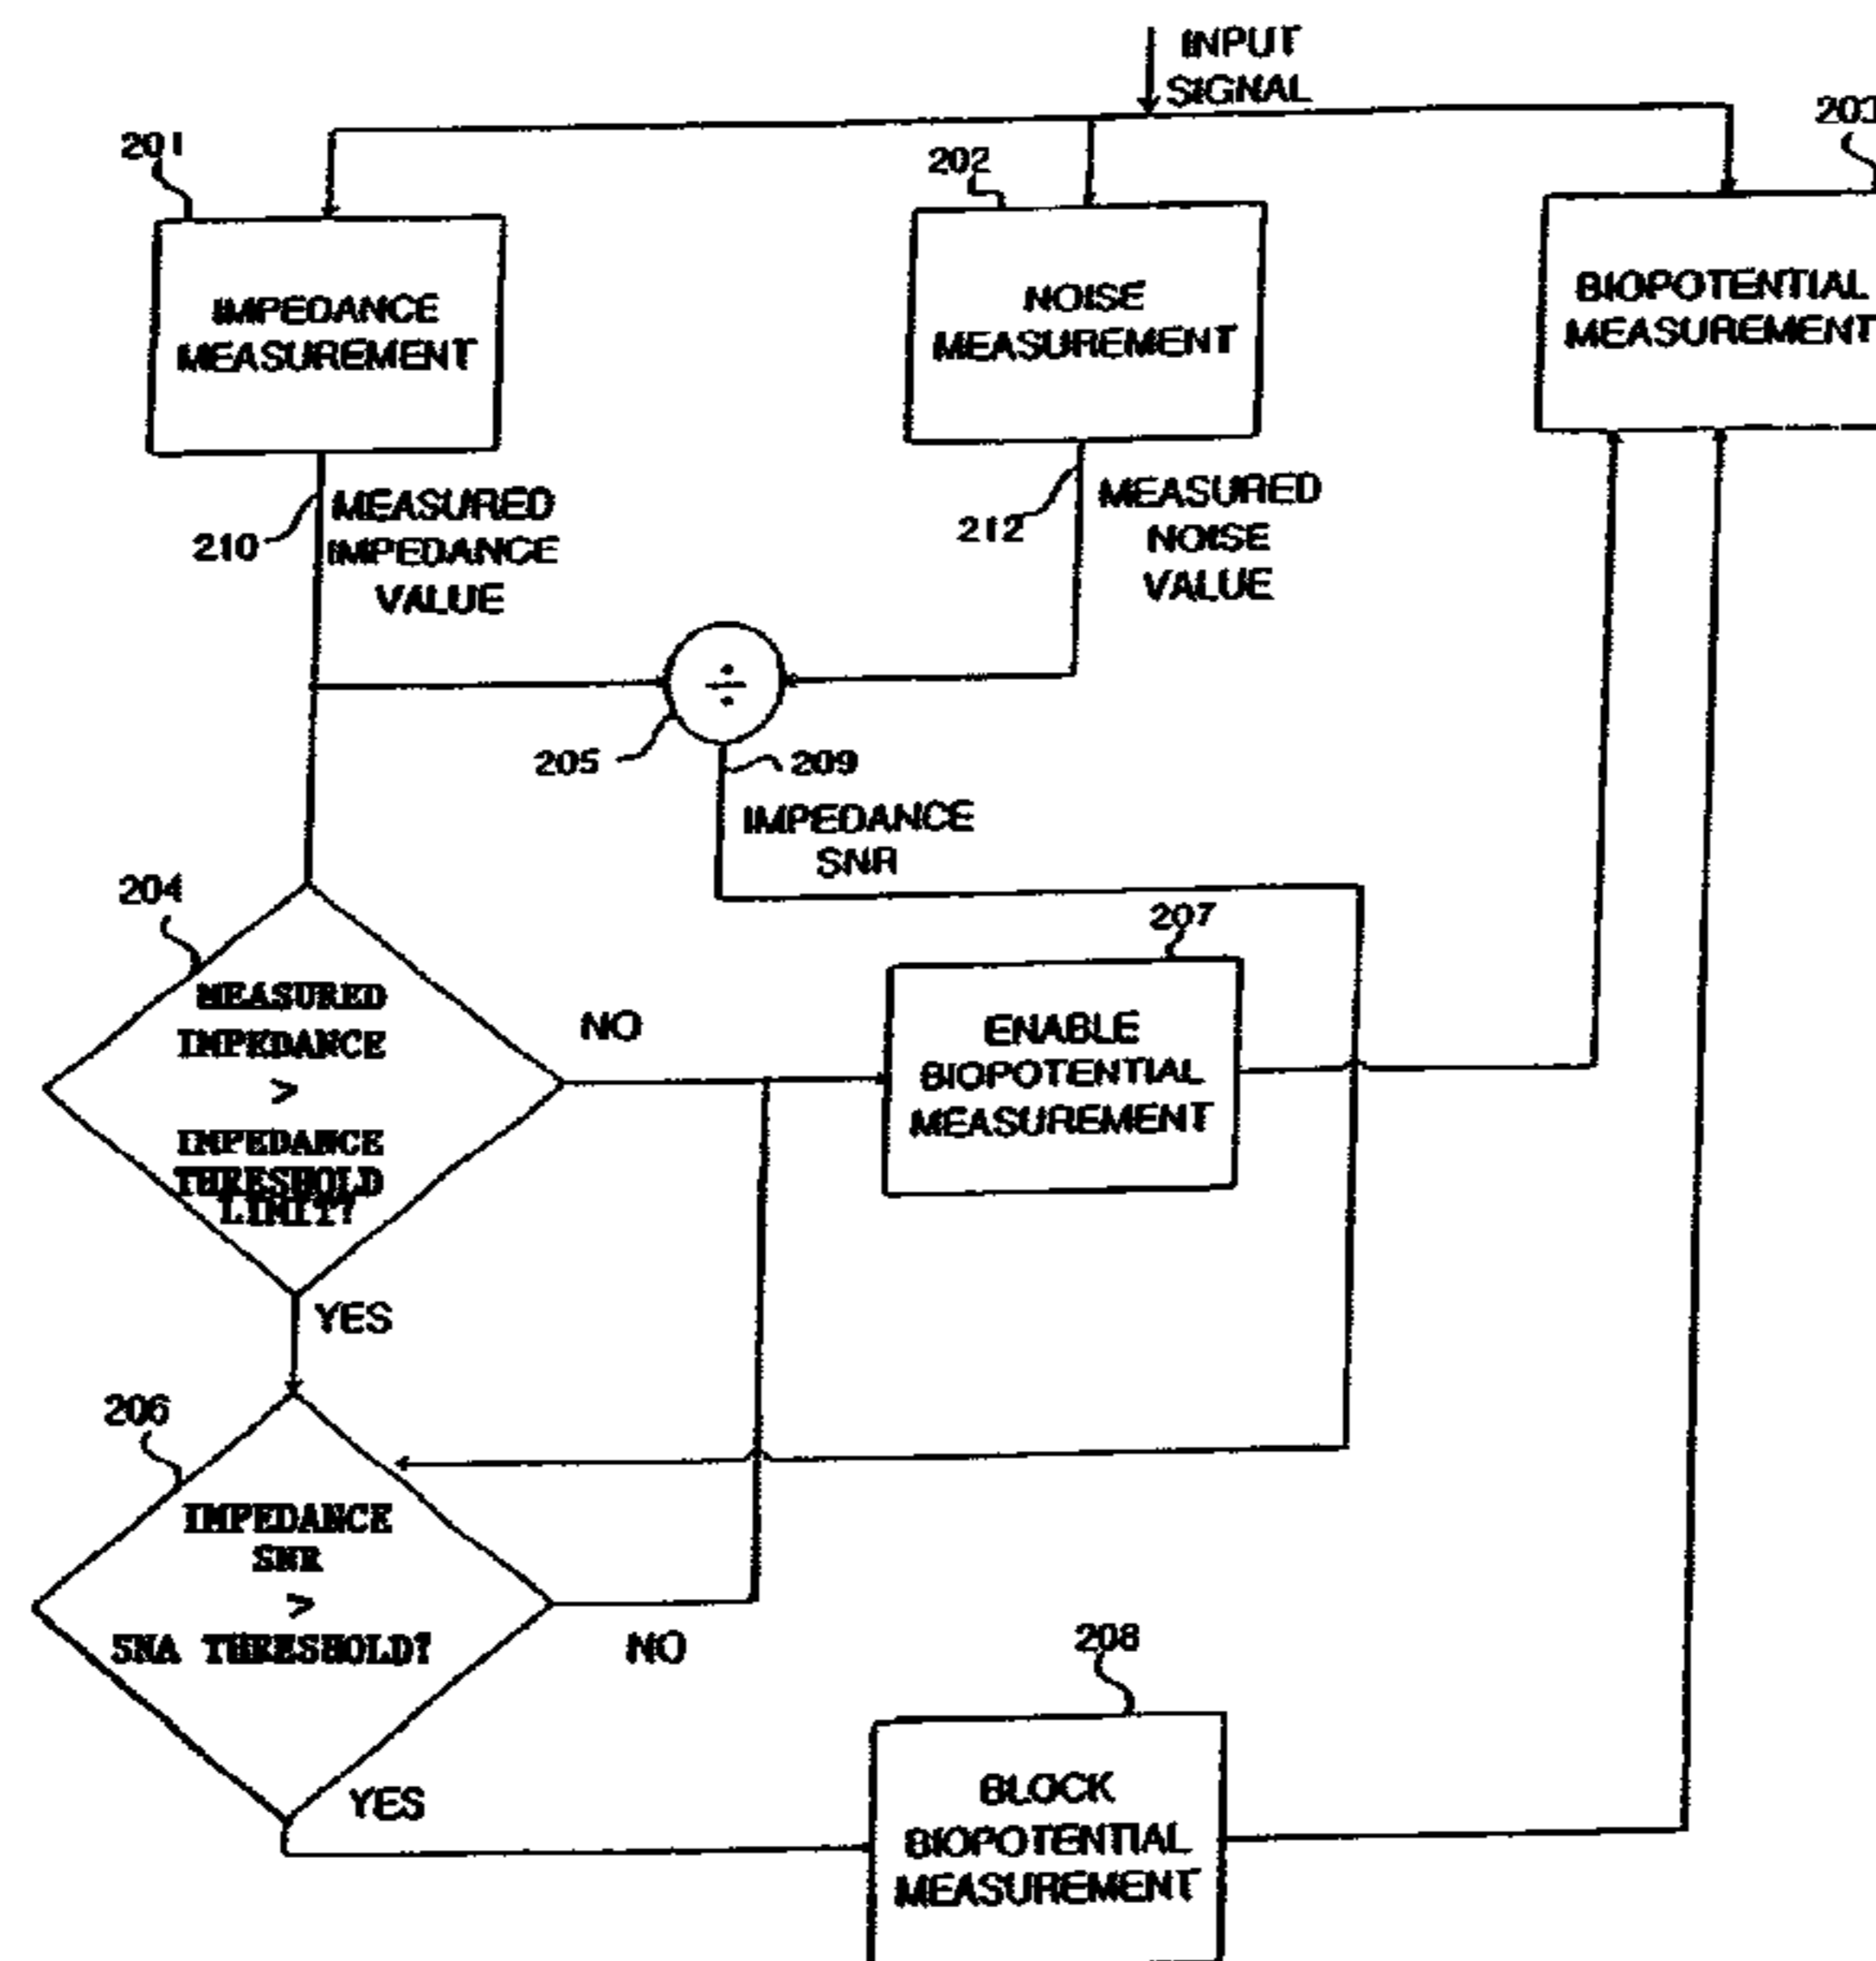 INPUT
SIGNAL
201
202
203
IMPEDANCE
MEASUREMENT
NOISE
MEASUREMENT
BIOPOTENTIAL
MEASUREMENT
210
MEASURED
IMPEDANCE
VALUE
212
MEASURED
NOISE
VALUE
÷
205
209
IMPEDANCE
SNR
204
MEASURED
IMPEDANCE
>
IMPEDANCE
THRESHOLD
LIMIT?
NO
207
ENABLE
BIOPOTENTIAL
MEASUREMENT
YES
206
IMPEDANCE
SNR
>
SNA THRESHOLD?
NO
YES
208
BLOCK
BIOPOTENTIAL
MEASUREMENT